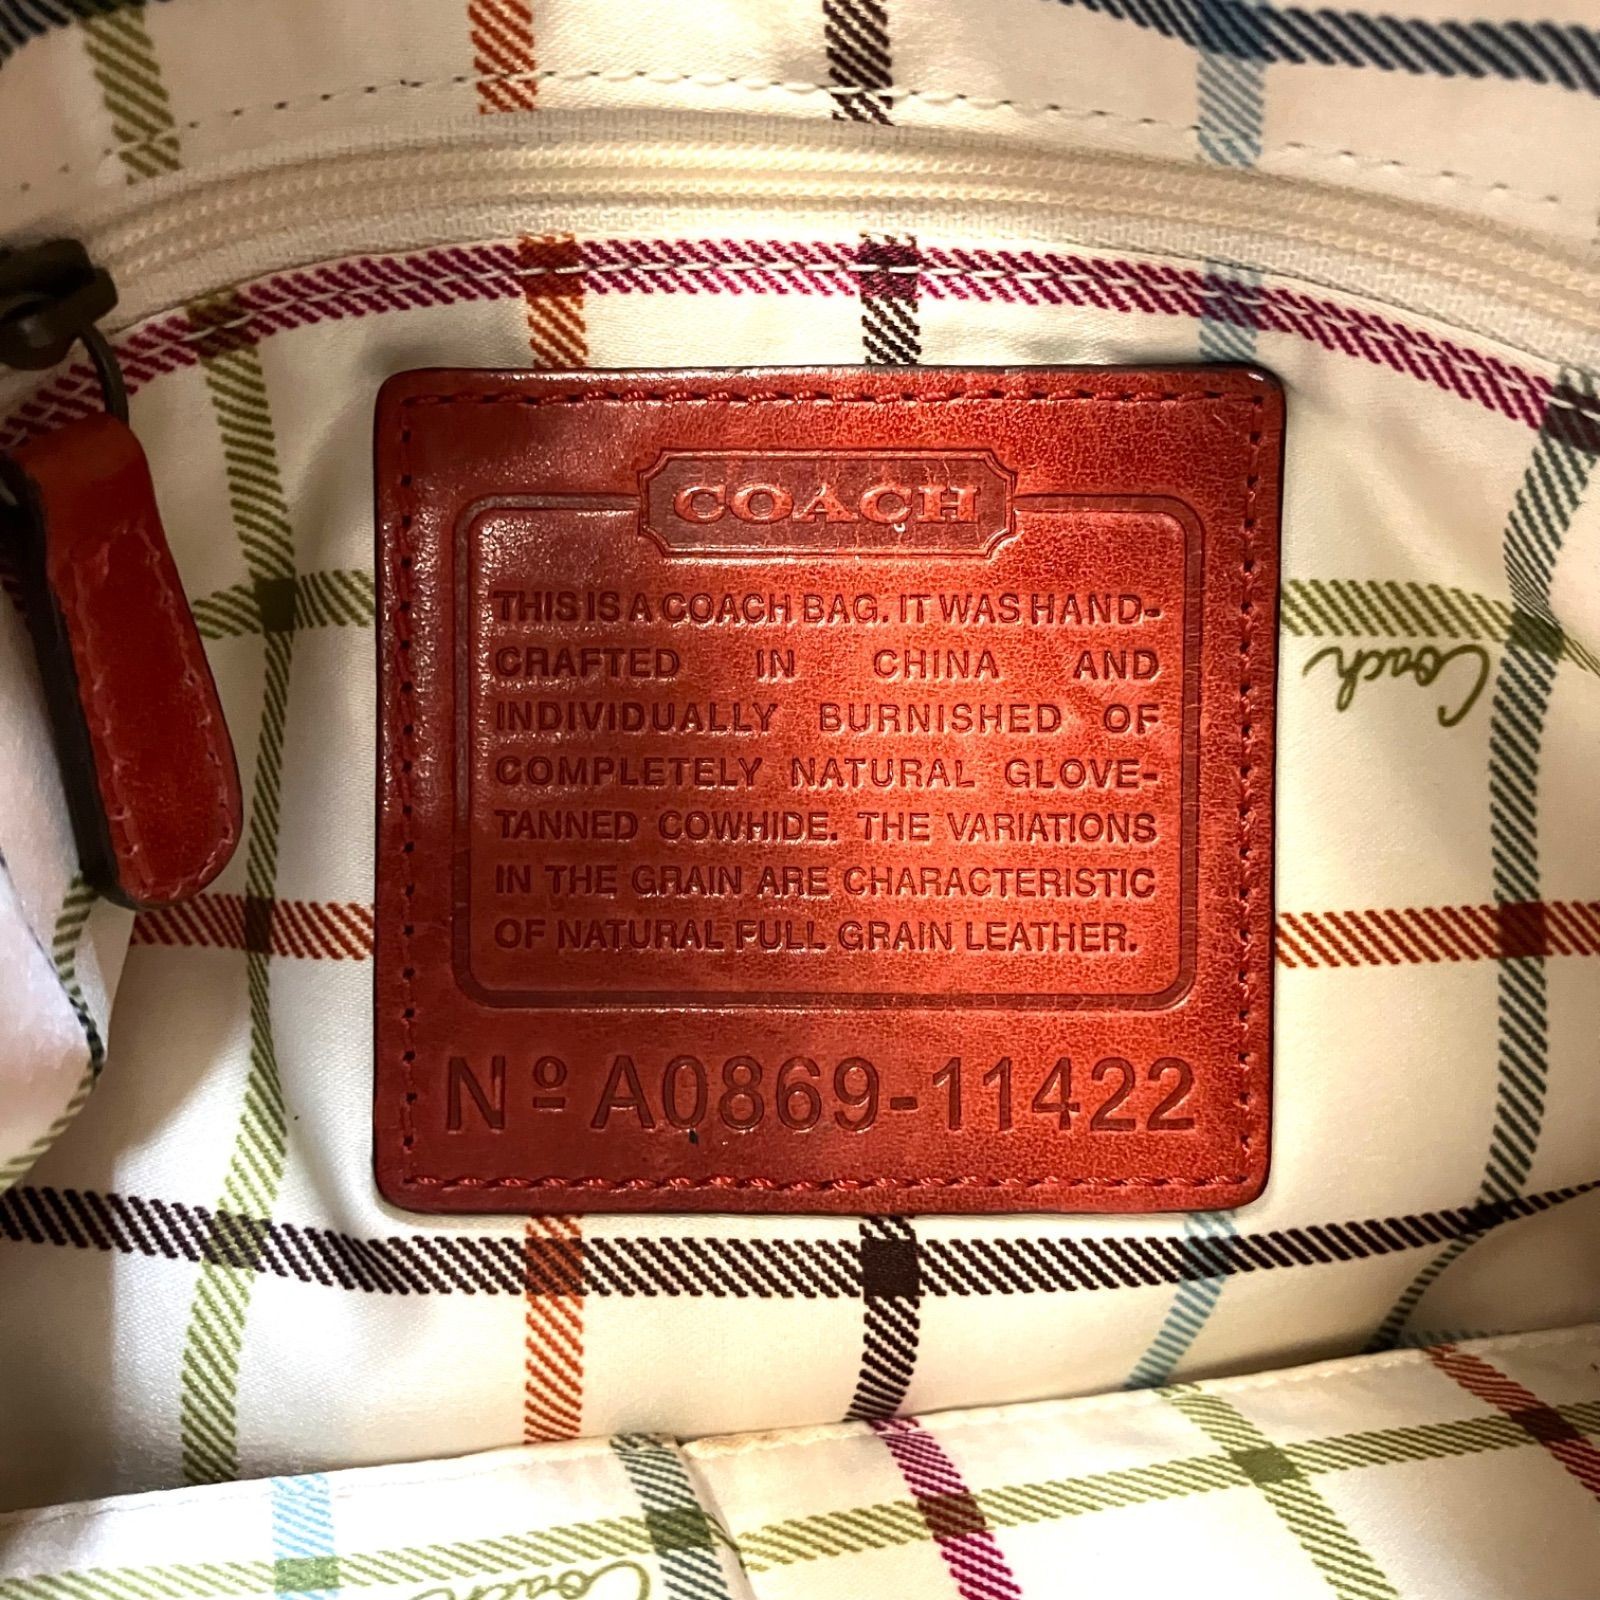 COACH
THIS IS A COACH BAG. IT WAS HAND-
CRAFTED IN CHINA AND
INDIVIDUALLY BURNISHED OF
COMPLETELY NATURAL GLOVE-
TANNED COWHIDE. THE VARIATIONS
IN THE GRAIN ARE CHARACTERISTIC
OF NATURAL FULL GRAIN LEATHER.
Nº A0869-11422
Coach
Coach